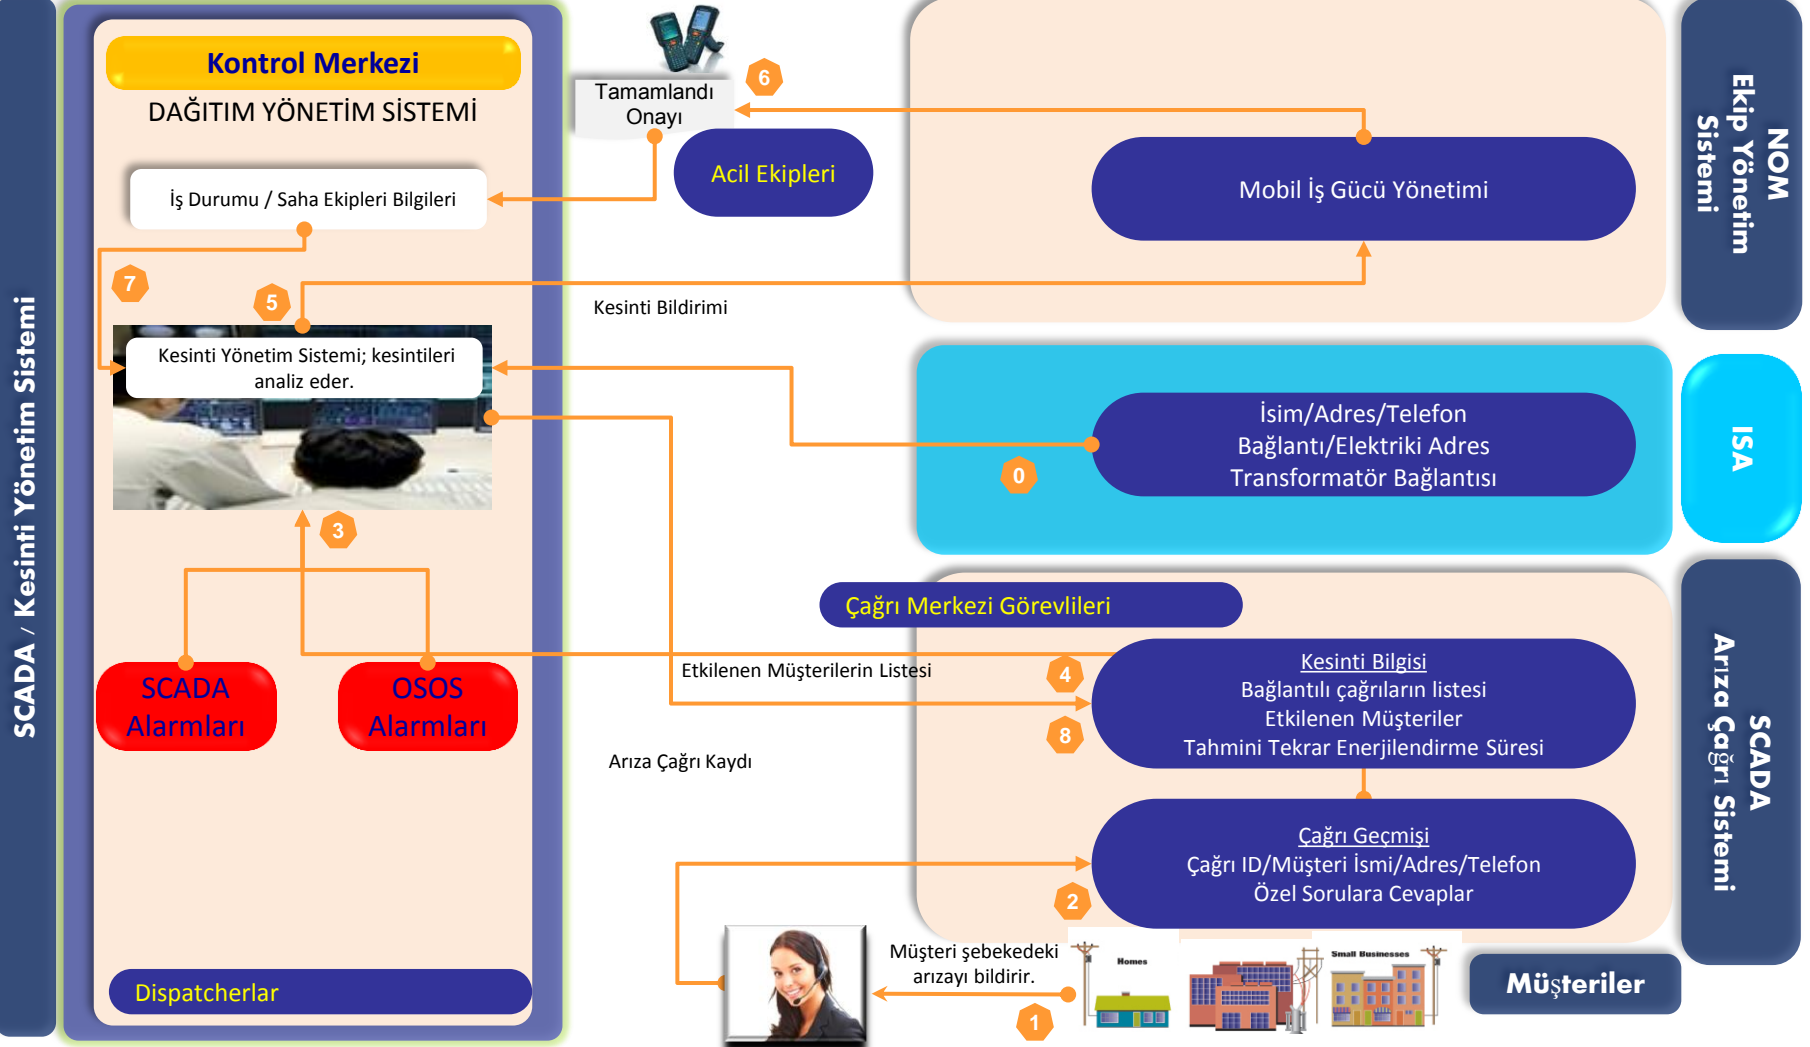 SCADA / Kesinti Yönetim Sistemi
Kontrol Merkezi
DAĞITIM YÖNETİM SİSTEMİ
İş Durumu / Saha Ekipleri Bilgileri
7
5
Kesinti Yönetim Sistemi; kesintileri
analiz eder.
3
SCADA
Alarmları
OSOS
Alarmları
Dispatcherlar
Tamamlandı
Onayı
6
Acil Ekipleri
Kesinti Bildirimi
Mobil İş Gücü Yönetimi
NOM
Ekip Yönetim
Sistemi
İsim/Adres/Telefon
Bağlantı/Elektriki Adres
Transformatör Bağlantısı
0
ISA
Çağrı Merkezi Görevlileri
Etkilenen Müşterilerin Listesi
4
8
Kesinti Bilgisi
Bağlantılı çağrıların listesi
Etkilenen Müşteriler
Tahmini Tekrar Enerjilendirme Süresi
Arıza Çağrı Kaydı
Çağrı Geçmişi
Çağrı ID/Müşteri İsmi/Adres/Telefon
Özel Sorulara Cevaplar
2
SCADA
Arıza Çağrı Sistemi
Müşteri şebekedeki
arızayı bildirir.
1
Homes
Small Businesses
Müşteriler